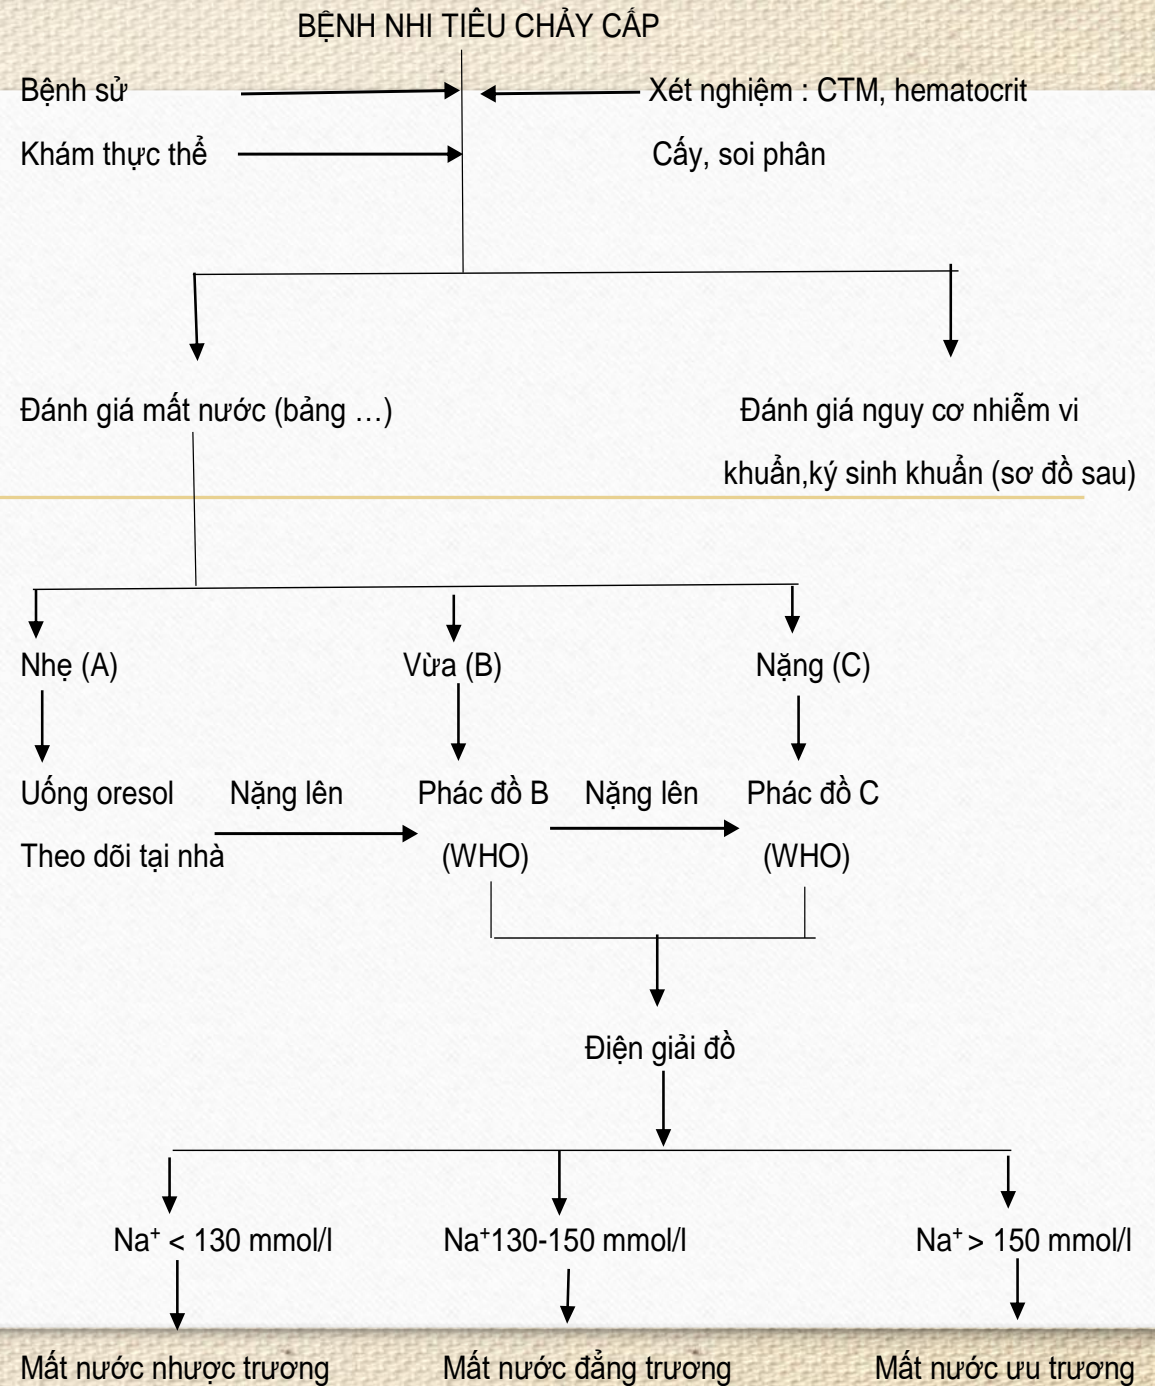 BỆNH NHI TIÊU CHẢY CẤP
Bệnh sử
Xét nghiệm : CTM, hematocrit
Khám thực thể
Cấy, soi phân
Đánh giá mất nước (bảng …)
Đánh giá nguy cơ nhiễm vi
khuẩn,ký sinh khuẩn (sơ đồ sau)
Nhẹ (A)
Vừa (B)
Nặng (C)
Uống oresol
Nặng lên
Phác đồ B
Nặng lên
Phác đồ C
Theo dõi tại nhà
(WHO)
(WHO)
Điện giải đồ
Na⁺ < 130 mmol/l
Na⁺130-150 mmol/l
Na⁺ > 150 mmol/l
Mất nước nhược trương
Mất nước đẳng trương
Mất nước ưu trương